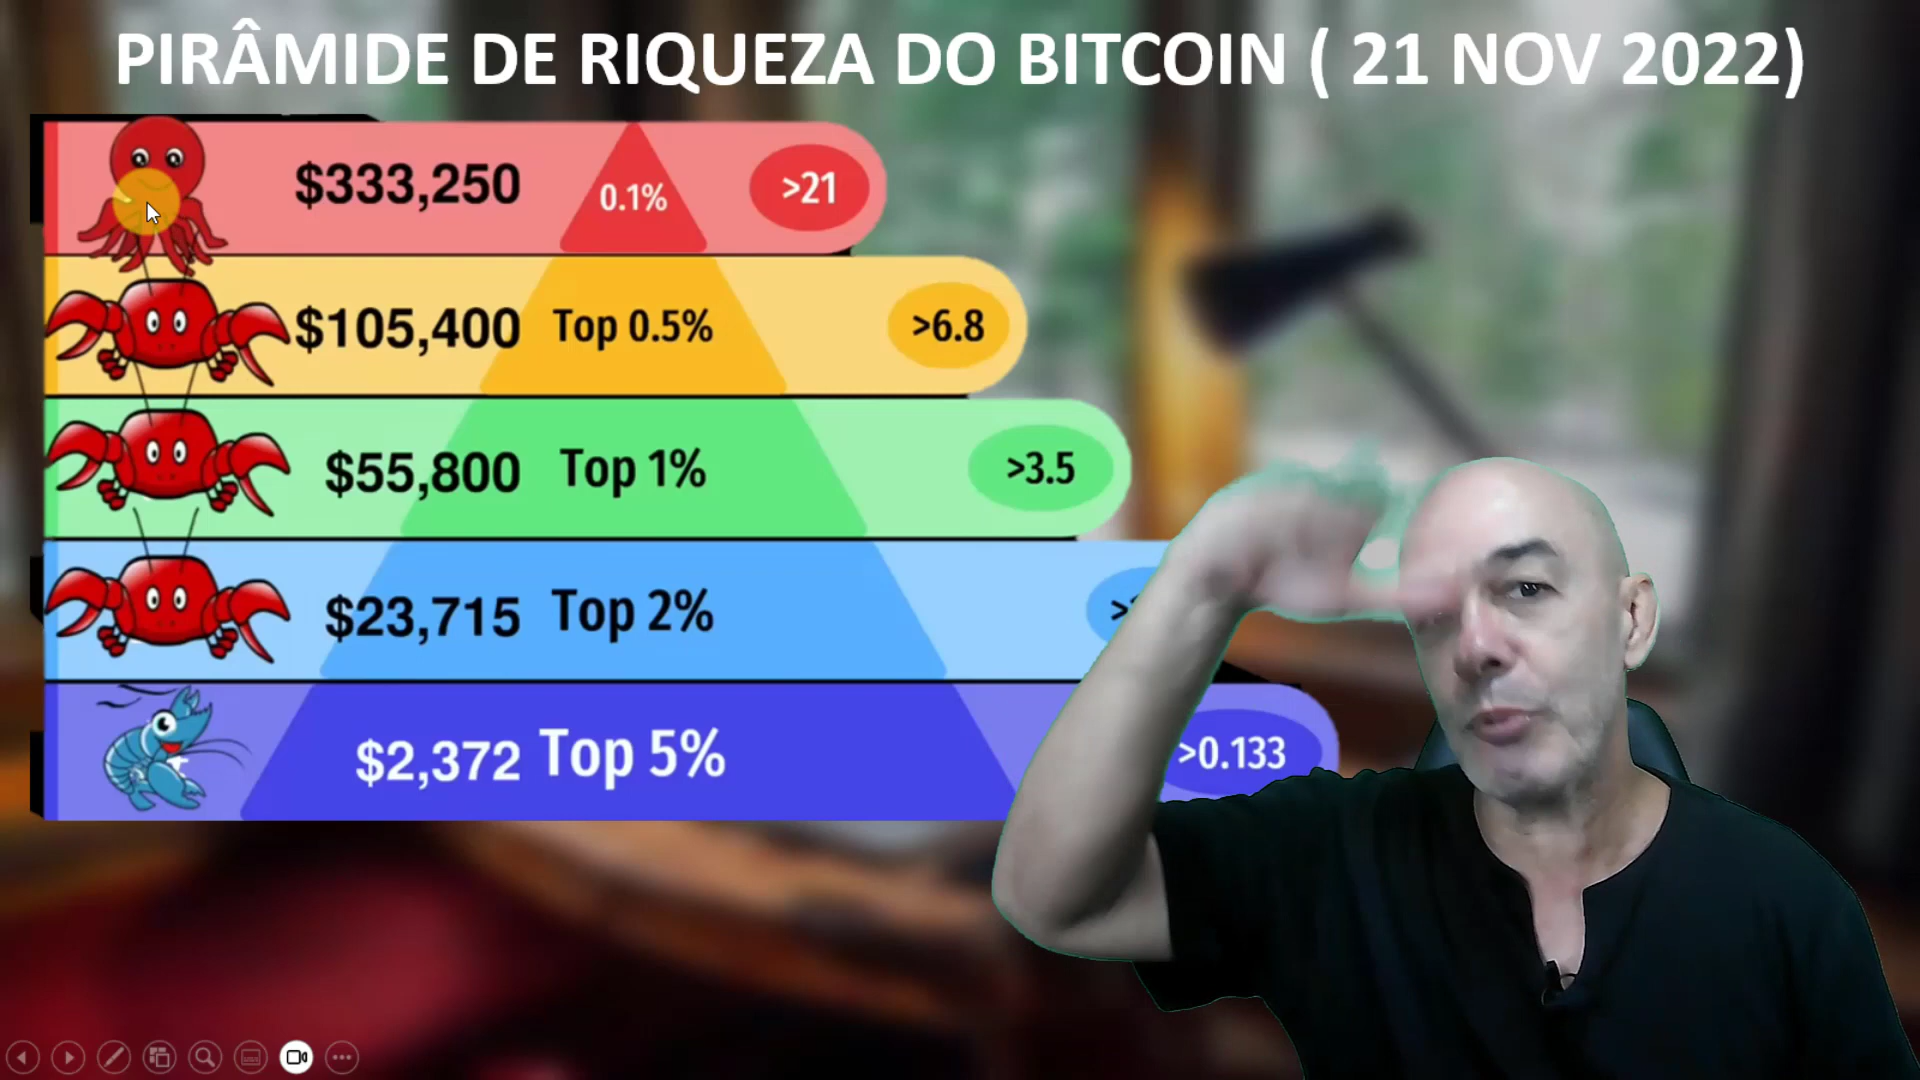 PIRÂMIDE DE RIQUEZA DO BITCOIN ( 21 NOV 2022)
$333,250 0.1% >21
$105,400 Top 0.5% >6.8
$55,800 Top 1% >3.5
$23,715 Top 2%
$2,372 Top 5% >0.133